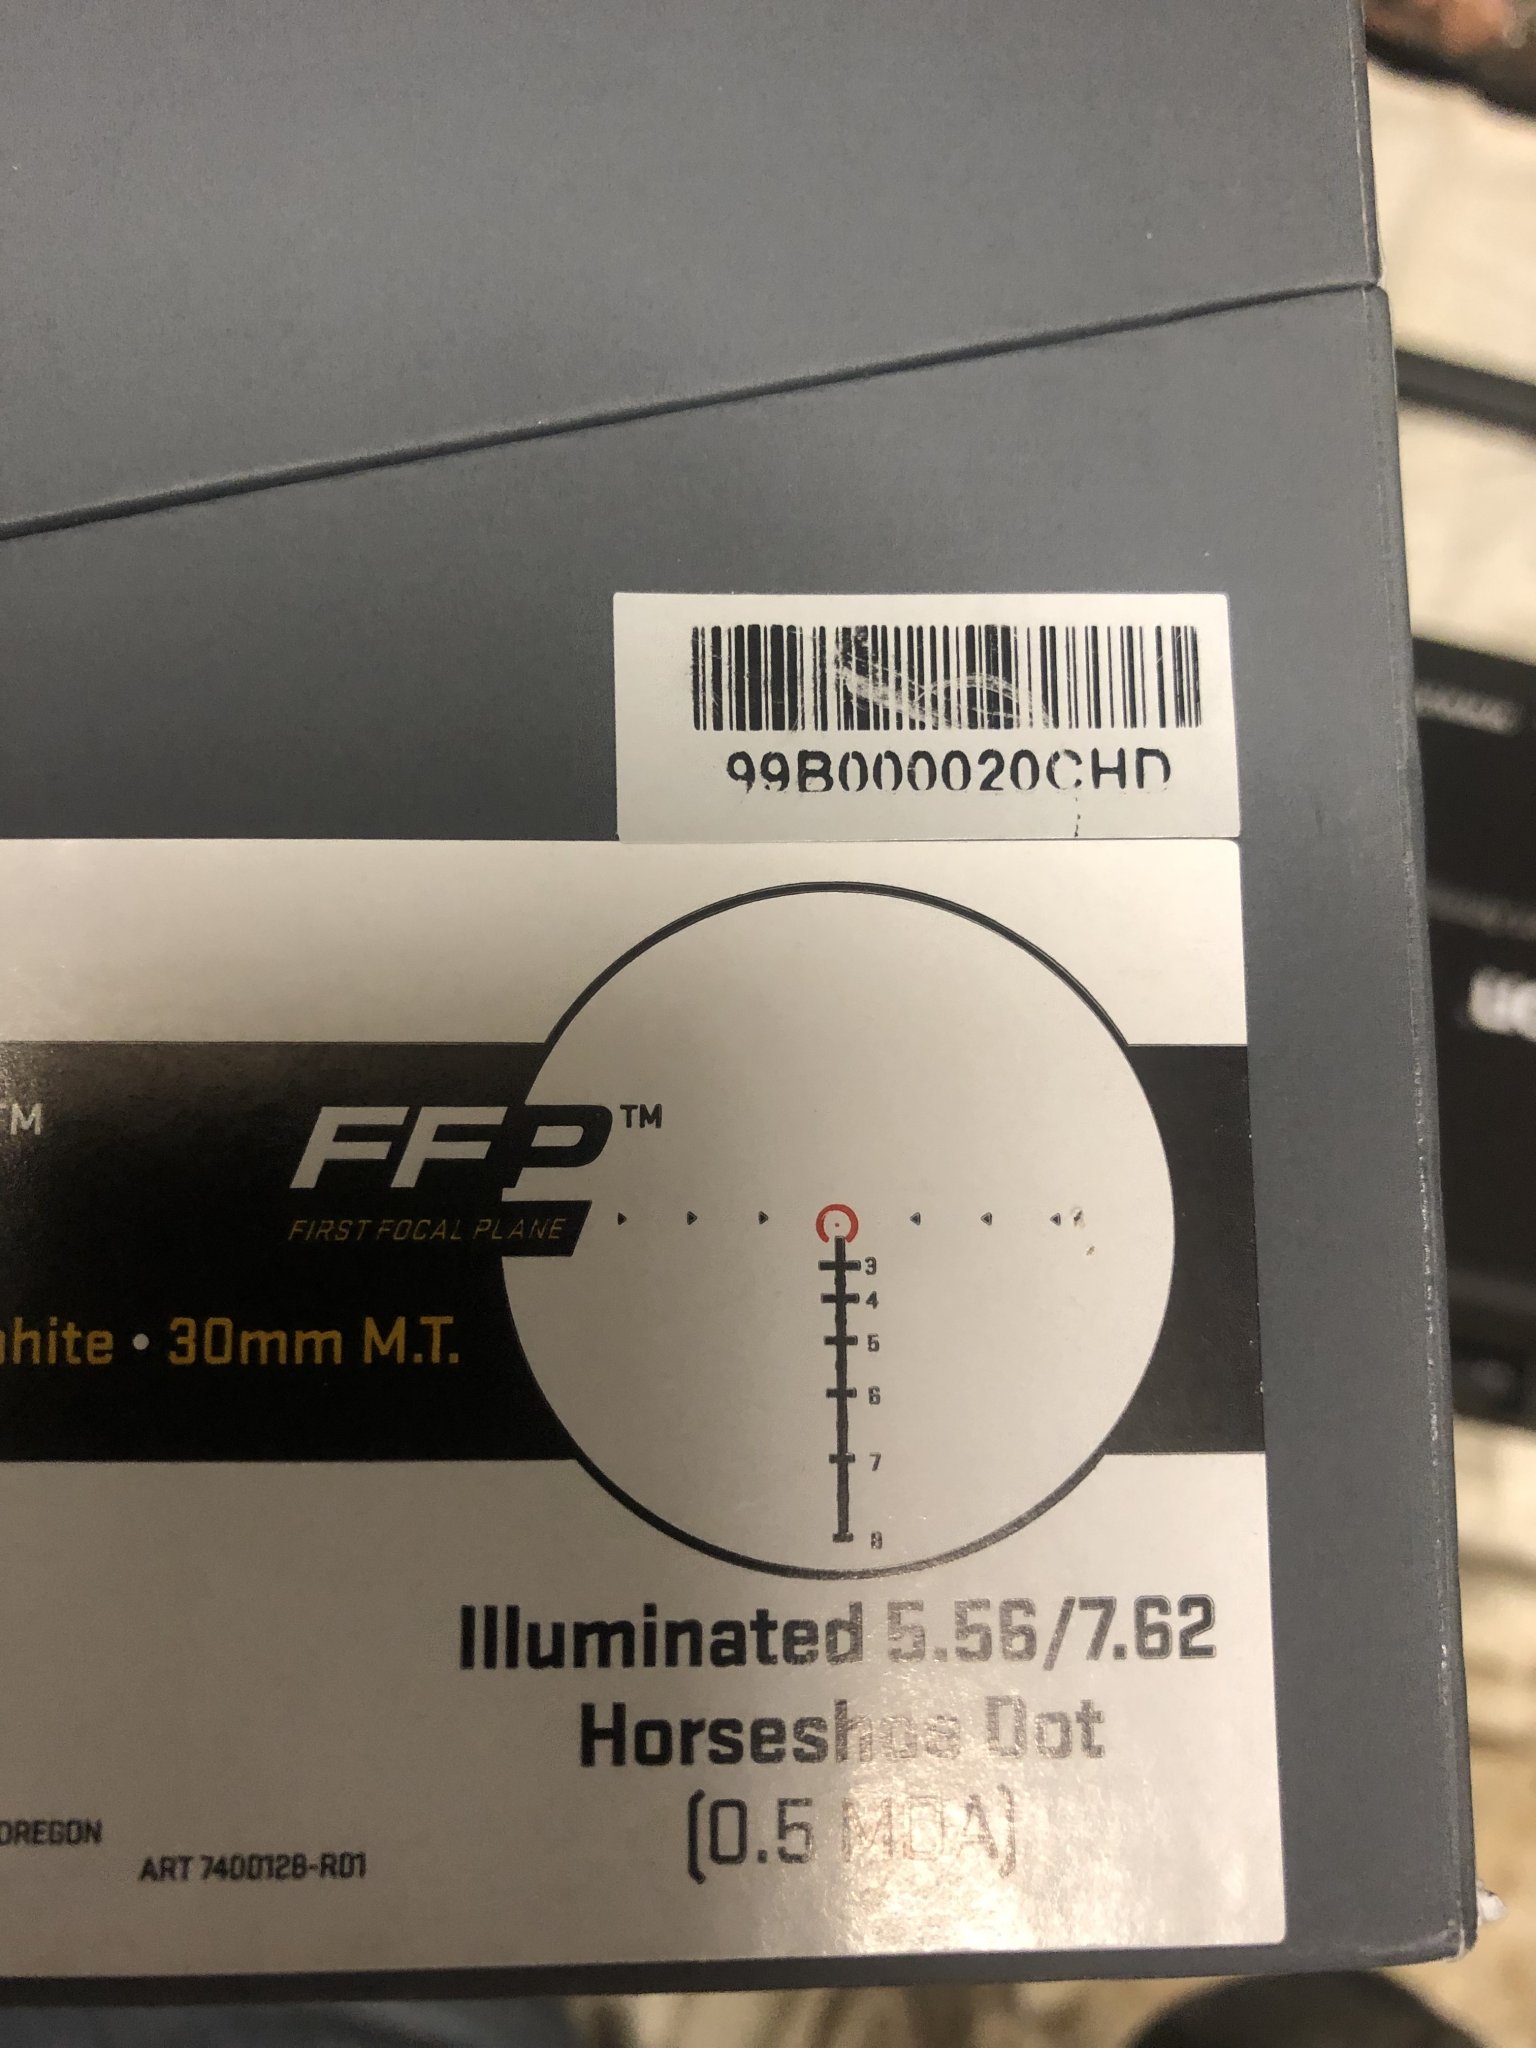 99B000020CHD
TM
FFP™
FIRST FOCAL PLANE
3
4
5
6
7
8
hite • 30mm M.T.
Illuminated 5.56/7.62
Horseshoe Dot
(0.5 MOA)
OREGON
ART 7400128-R01